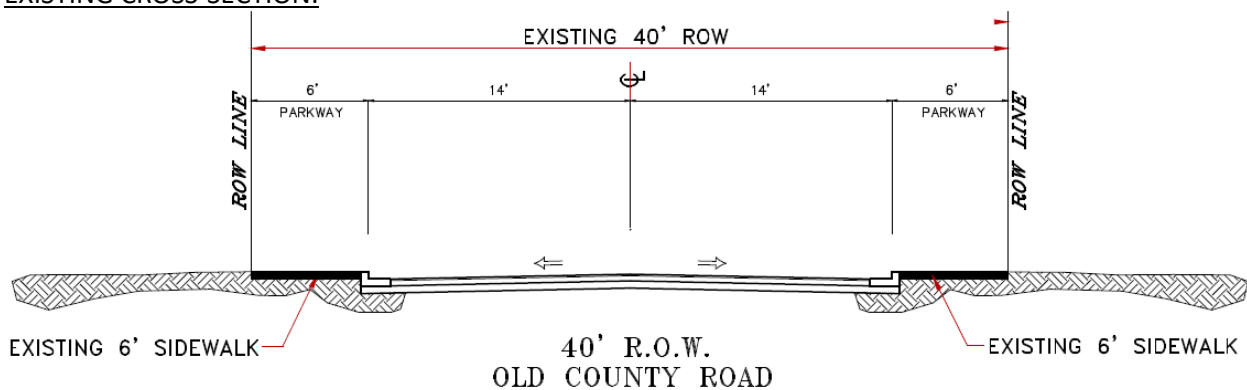 EXISTING CROSS SECTION:
EXISTING 40' ROW
6' 14' 14' 6'
PARKWAY PARKWAY
ROW LINE ROW LINE
EXISTING 6' SIDEWALK EXISTING 6' SIDEWALK
40' R.O.W.
OLD COUNTY ROAD